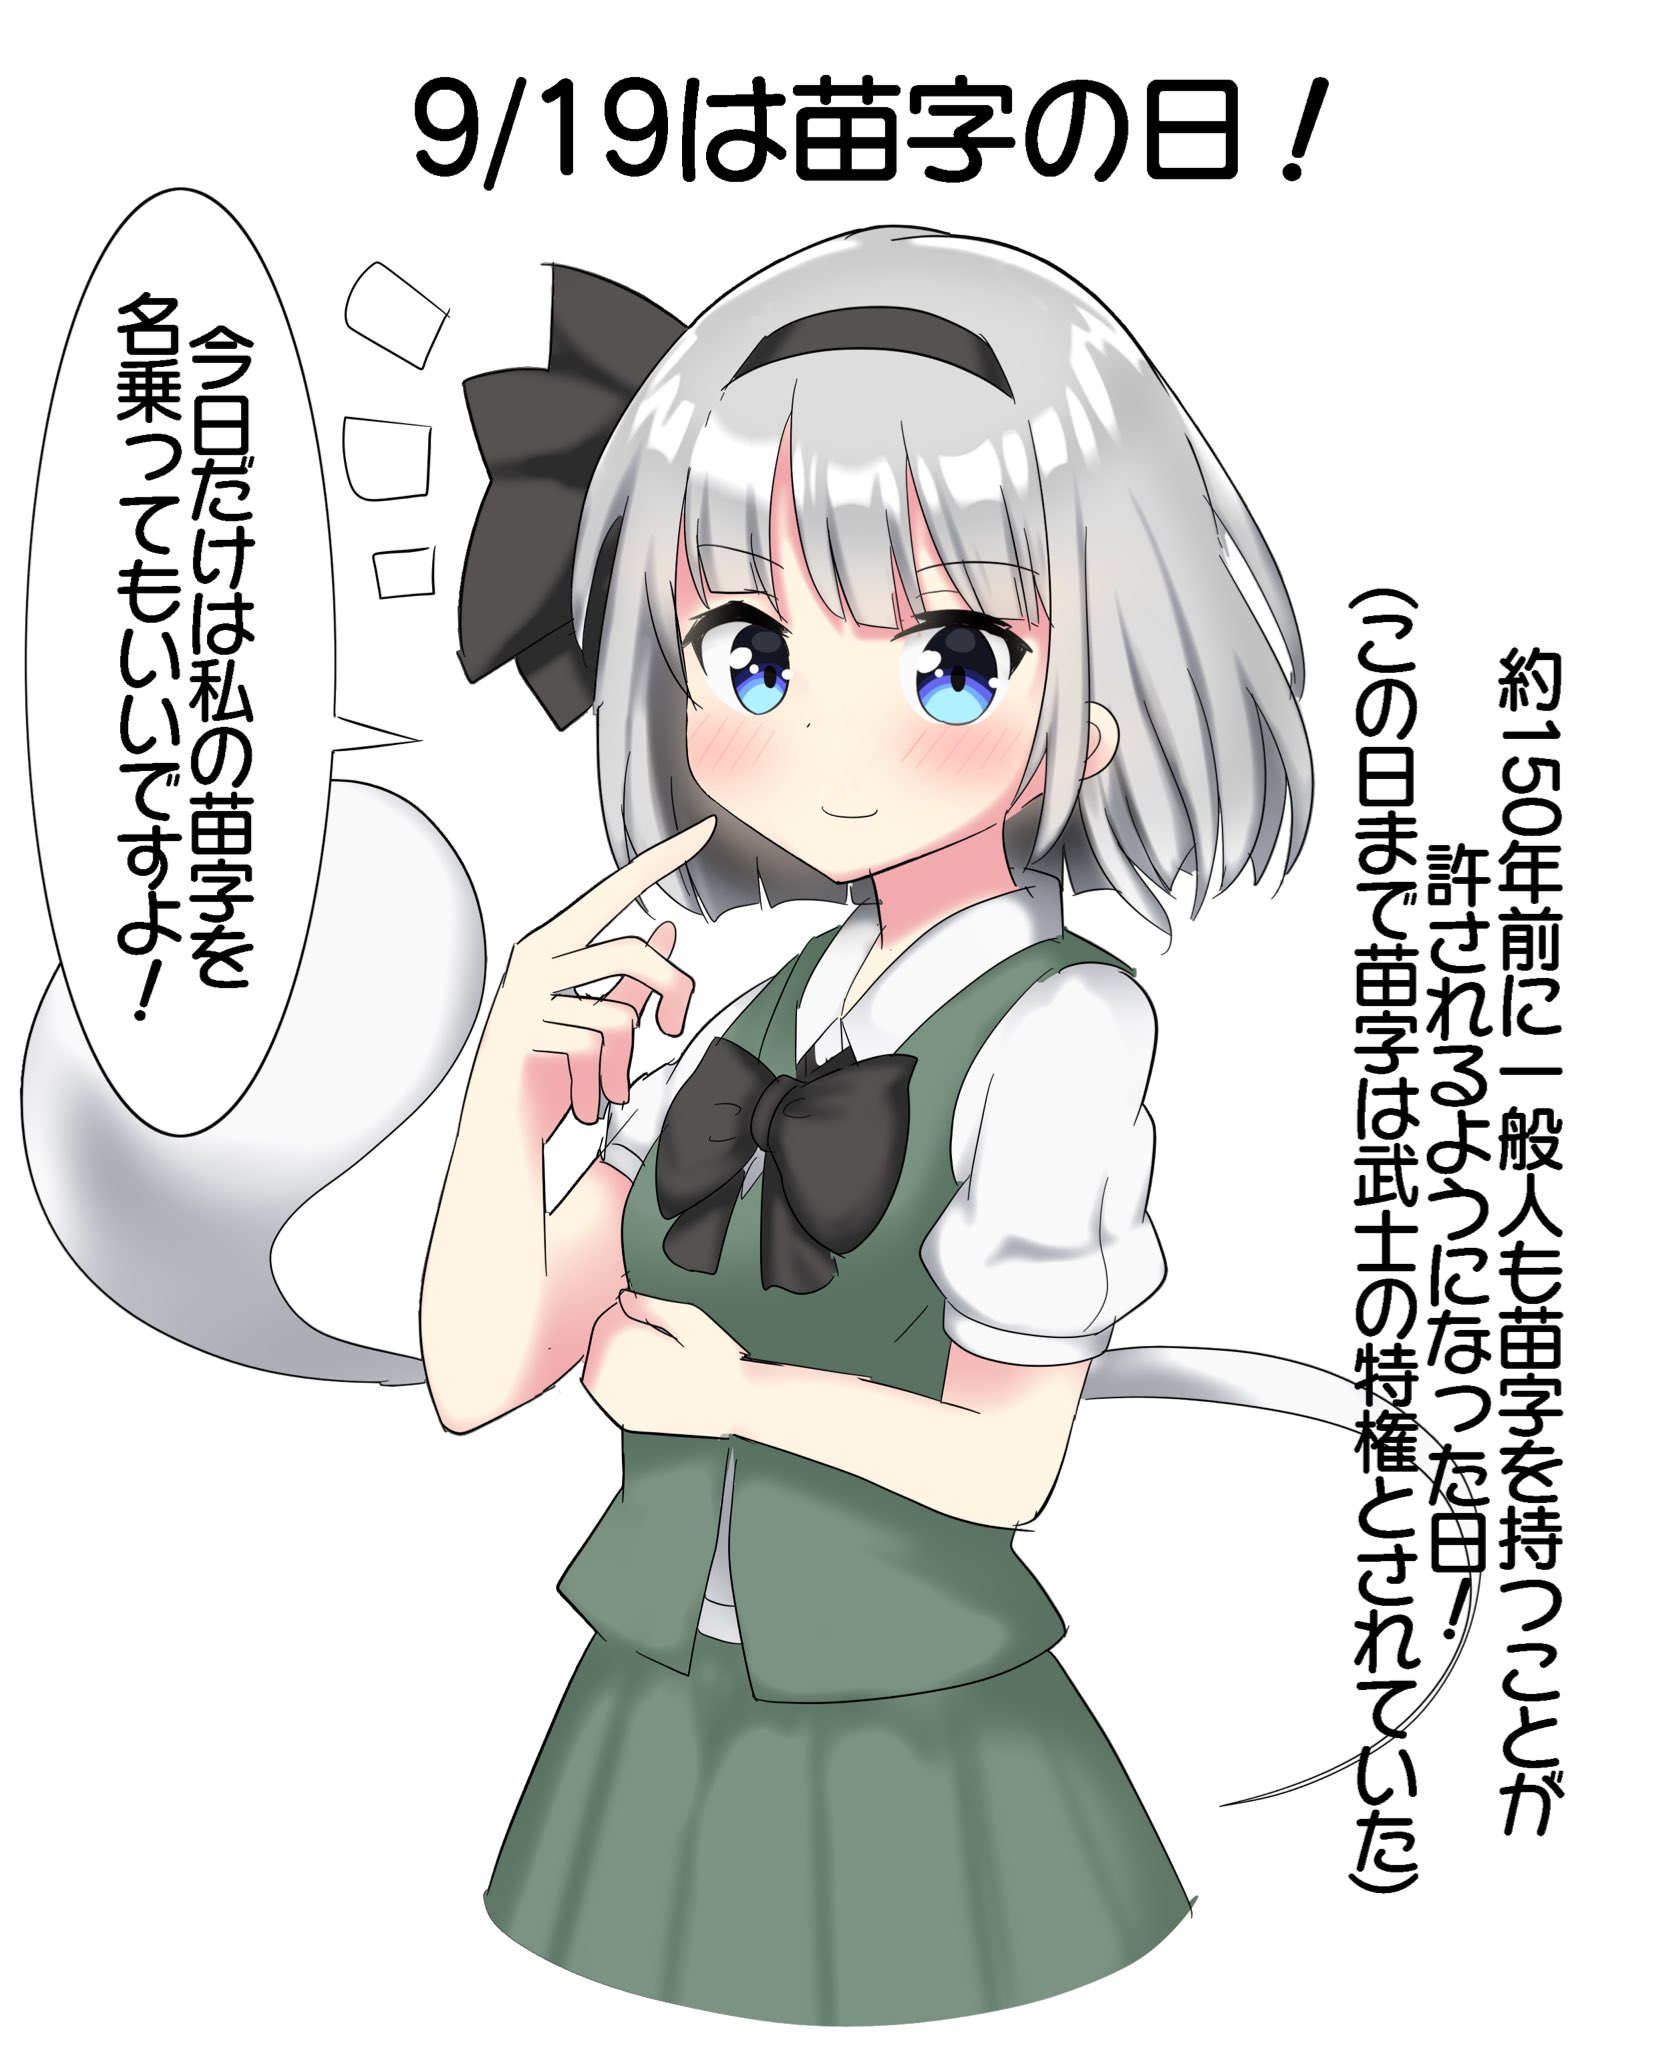 9/19は苗字の日！
約150年前に一般人も苗字を持つことが
許されるようになった日！
(この日まで苗字は武士の特権とされていた)
今日だけは私の苗字を
名乗ってもいいですよ！